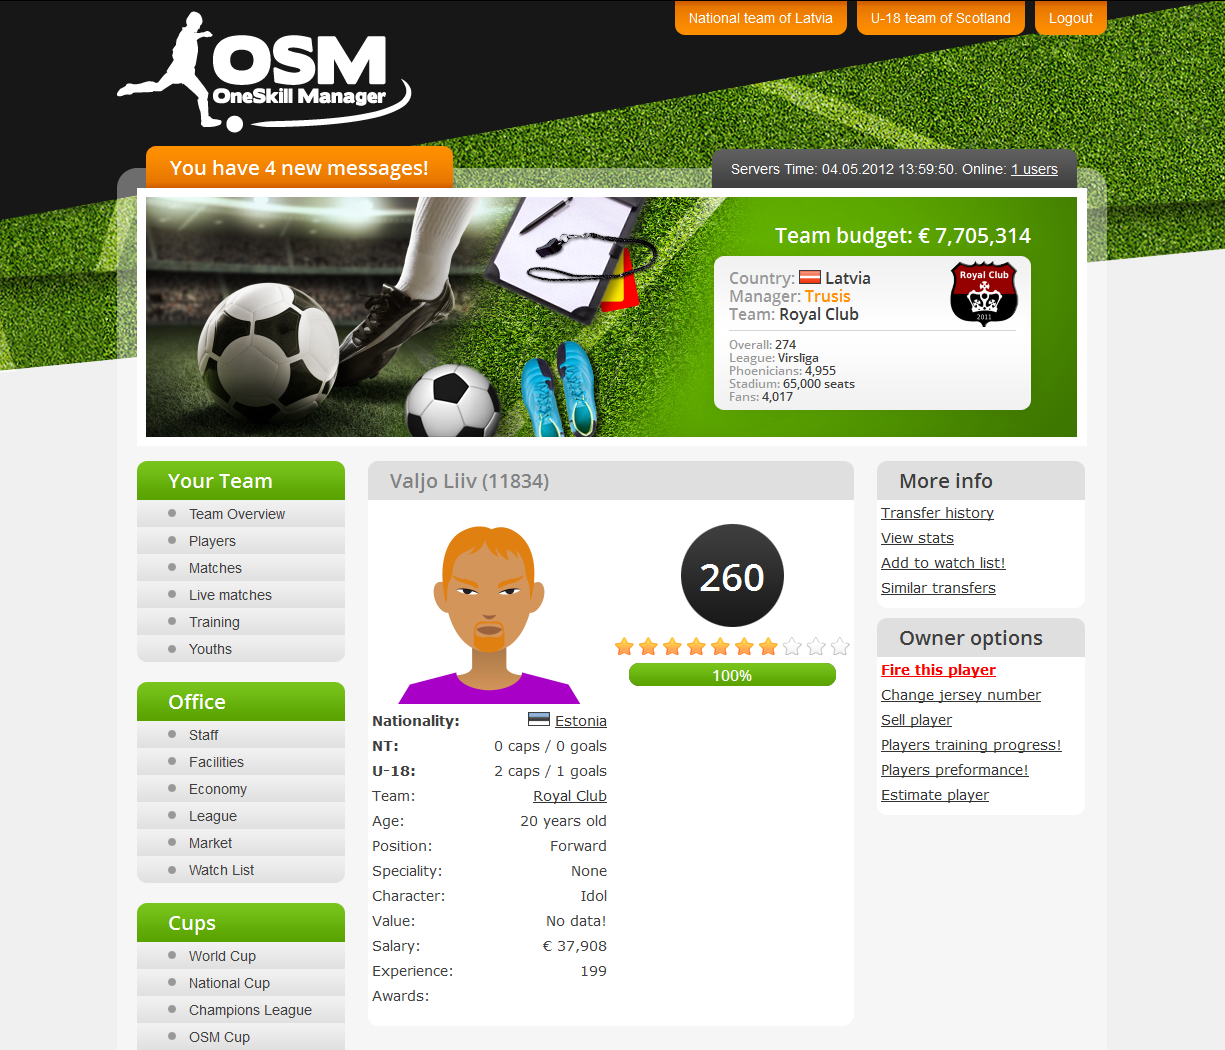 National team of Latvia
U-18 team of Scotland
Logout
OSM
OneSkill Manager
You have 4 new messages!
Servers Time: 04.05.2012 13:59:50. Online: 1 users
Team budget: € 7,705,314
Country: Latvia
Manager: Trusis
Team: Royal Club
Royal Club
2011
Overall: 274
League: Virslīga
Phoenicians: 4,955
Stadium: 65,000 seats
Fans: 4,017
Your Team
Team Overview
Players
Matches
Live matches
Training
Youths
Office
Staff
Facilities
Economy
League
Market
Watch List
Cups
World Cup
National Cup
Champions League
OSM Cup
Valjo Liiv (11834)
260
100%
Nationality: Estonia
NT: 0 caps / 0 goals
U-18: 2 caps / 1 goals
Team: Royal Club
Age: 20 years old
Position: Forward
Speciality: None
Character: Idol
Value: No data!
Salary: € 37,908
Experience: 199
Awards:
More info
Transfer history
View stats
Add to watch list!
Similar transfers
Owner options
Fire this player
Change jersey number
Sell player
Players training progress!
Players preformance!
Estimate player